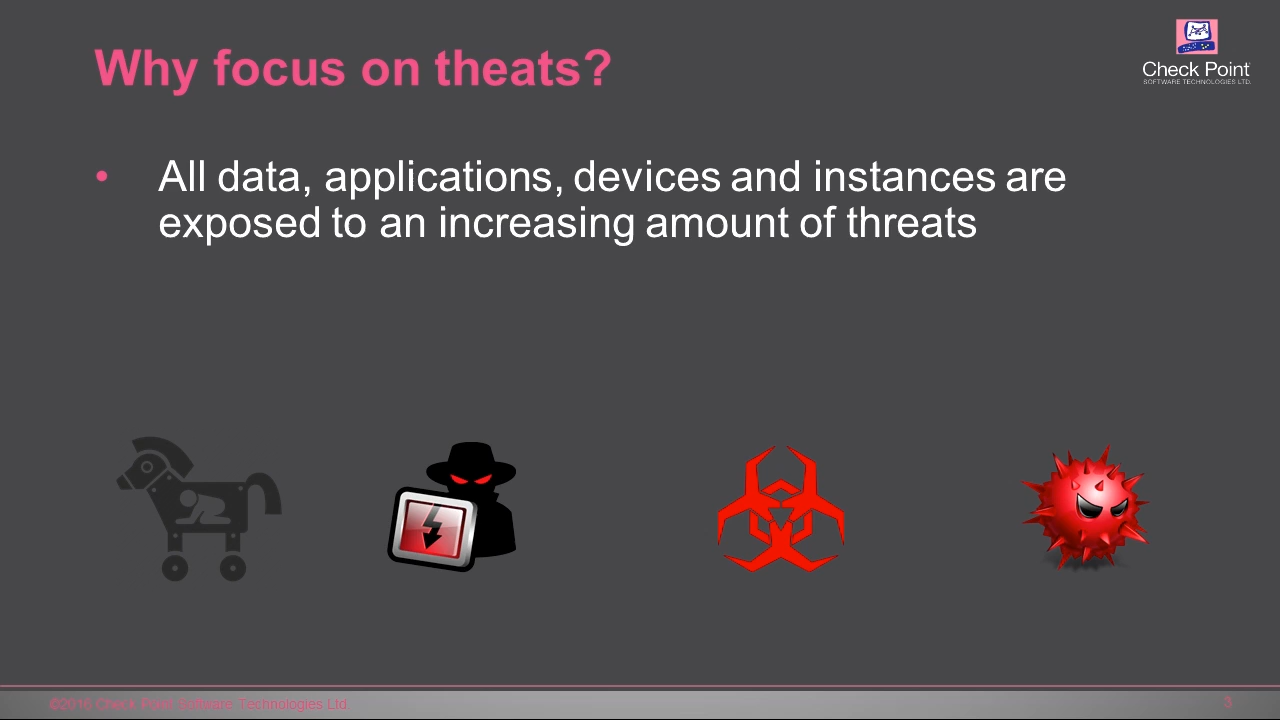 Why focus on theats?
Check Point
SOFTWARE TECHNOLOGIES LTD.
• All data, applications, devices and instances are
exposed to an increasing amount of threats
©2016 Check Point Software Technologies Ltd.
3